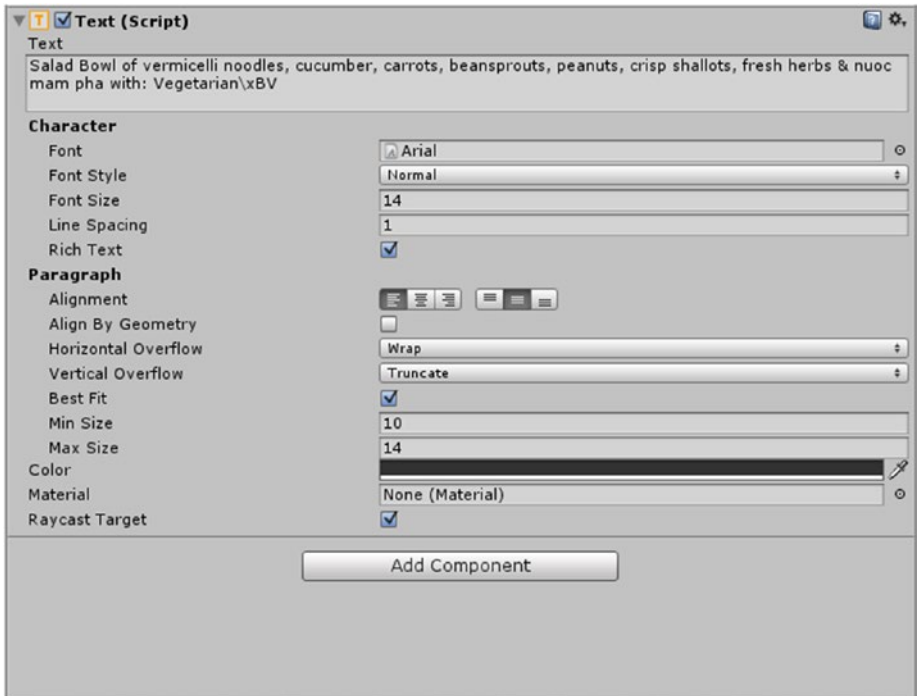 Text (Script)
Text
Salad Bowl of vermicelli noodles, cucumber, carrots, beansprouts, peanuts, crisp shallots, fresh herbs & nuoc
mam pha with: Vegetarian\xBV
Character
Font Arial
Font Style Normal
Font Size 14
Line Spacing 1
Rich Text
Paragraph
Alignment
Align By Geometry
Horizontal Overflow Wrap
Vertical Overflow Truncate
Best Fit
Min Size 10
Max Size 14
Color
Material None (Material)
Raycast Target
Add Component